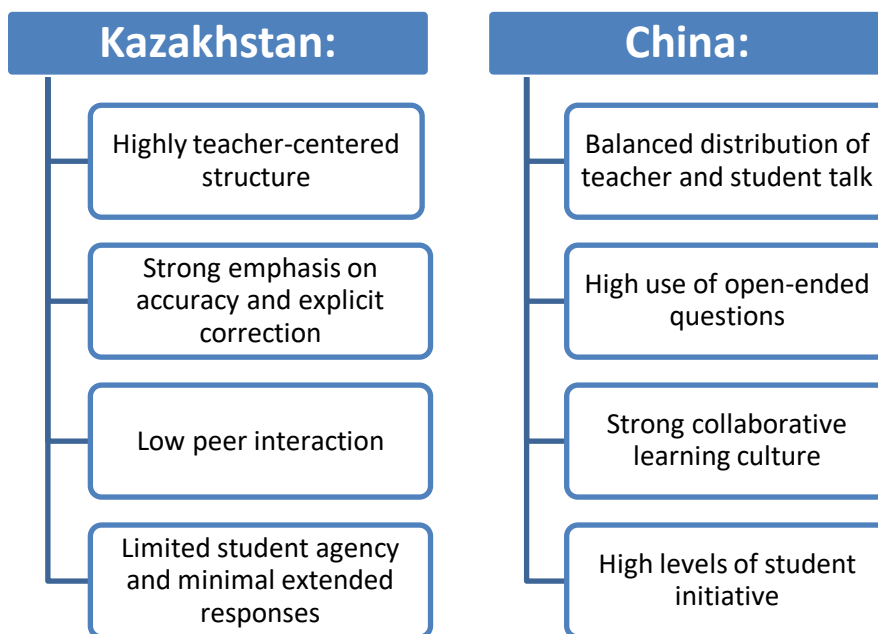 Kazakhstan:
Highly teacher-centered
structure
Strong emphasis on
accuracy and explicit
correction
Low peer interaction
Limited student agency
and minimal extended
responses
China:
Balanced distribution of
teacher and student talk
High use of open-ended
questions
Strong collaborative
learning culture
High levels of student
initiative